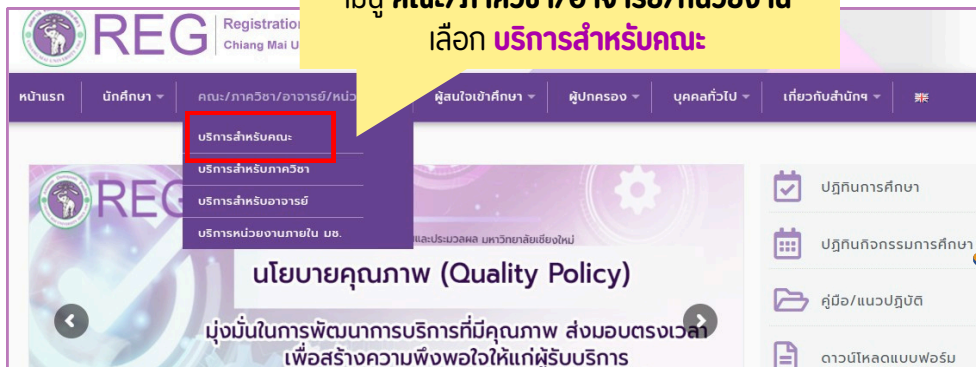 เมนู คณะ/ภาควิชา/อาจารย์/หน่วยงาน
เลือก บริการสำหรับคณะ
REG
Registration
Chiang Mai U
หน้าแรก
นักศึกษา
คณะ/ภาควิชา/อาจารย์/หน่ว
ผู้สนใจเข้าศึกษา
ผู้ปกครอง
บุคคลทั่วไป
เกี่ยวกับสำนักฯ
บริการสำหรับคณะ
บริการสำหรับภาควิชา
บริการสำหรับอาจารย์
บริการหน่วยงานภายใน มช.
REG
และประมวลผล มหาวิทยาลัยเชียงใหม่
นโยบายคุณภาพ (Quality Policy)
มุ่งมั่นในการพัฒนาการบริการที่มีคุณภาพ ส่งมอบตรงเวลา
เพื่อสร้างความพึงพอใจให้แก่ผู้รับบริการ
ปฏิทินการศึกษา
ปฏิทินกิจกรรมการศึกษา
คู่มือ/แนวปฏิบัติ
ดาวน์โหลดแบบฟอร์ม